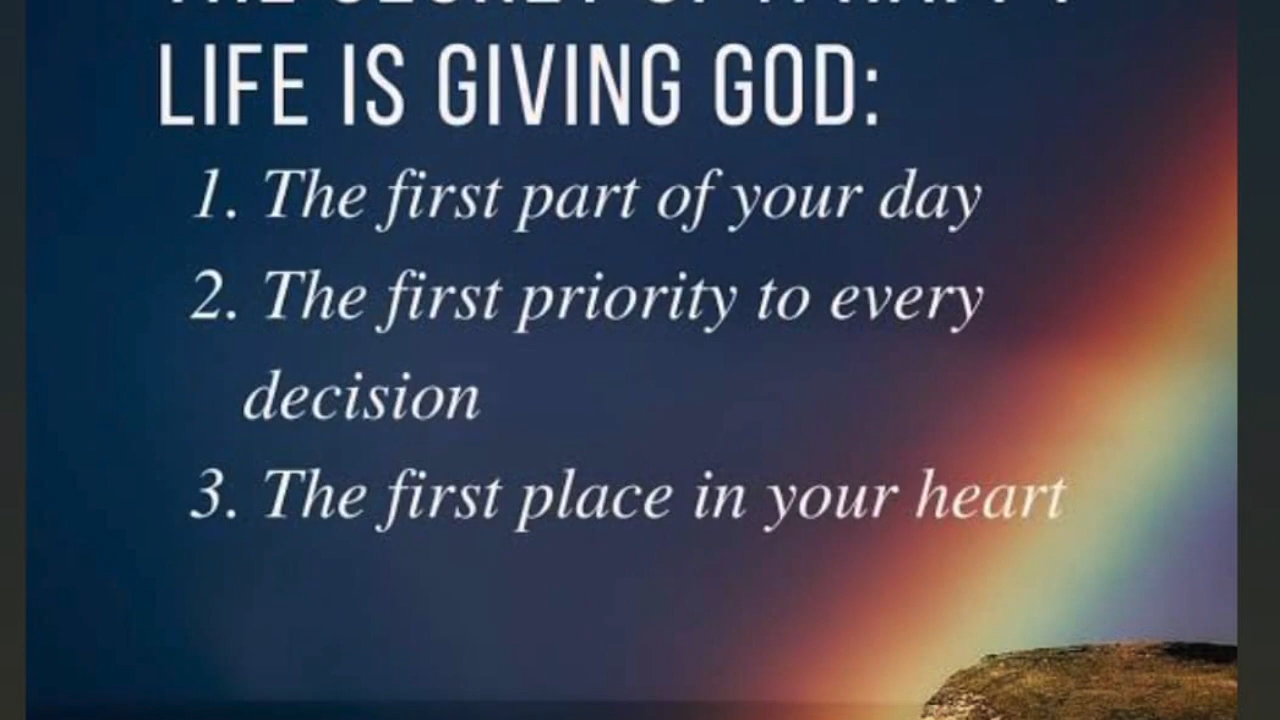 LIFE IS GIVING GOD:
1. The first part of your day
2. The first priority to every
decision
3. The first place in your heart